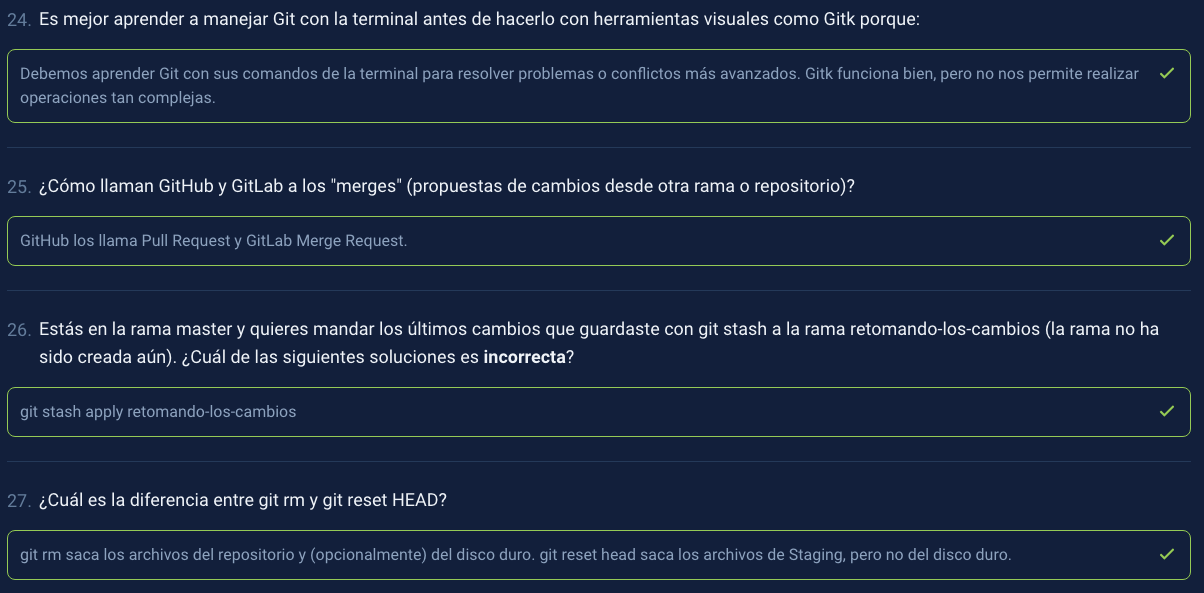 24. Es mejor aprender a manejar Git con la terminal antes de hacerlo con herramientas visuales como Gitk porque:
Debemos aprender Git con sus comandos de la terminal para resolver problemas o conflictos más avanzados. Gitk funciona bien, pero no nos permite realizar
operaciones tan complejas.
25. ¿Cómo llaman GitHub y GitLab a los "merges" (propuestas de cambios desde otra rama o repositorio)?
GitHub los llama Pull Request y GitLab Merge Request.
26. Estás en la rama master y quieres mandar los últimos cambios que guardaste con git stash a la rama retomando-los-cambios (la rama no ha
sido creada aún). ¿Cuál de las siguientes soluciones es incorrecta?
git stash apply retomando-los-cambios
27. ¿Cuál es la diferencia entre git rm y git reset HEAD?
git rm saca los archivos del repositorio y (opcionalmente) del disco duro. git reset head saca los archivos de Staging, pero no del disco duro.